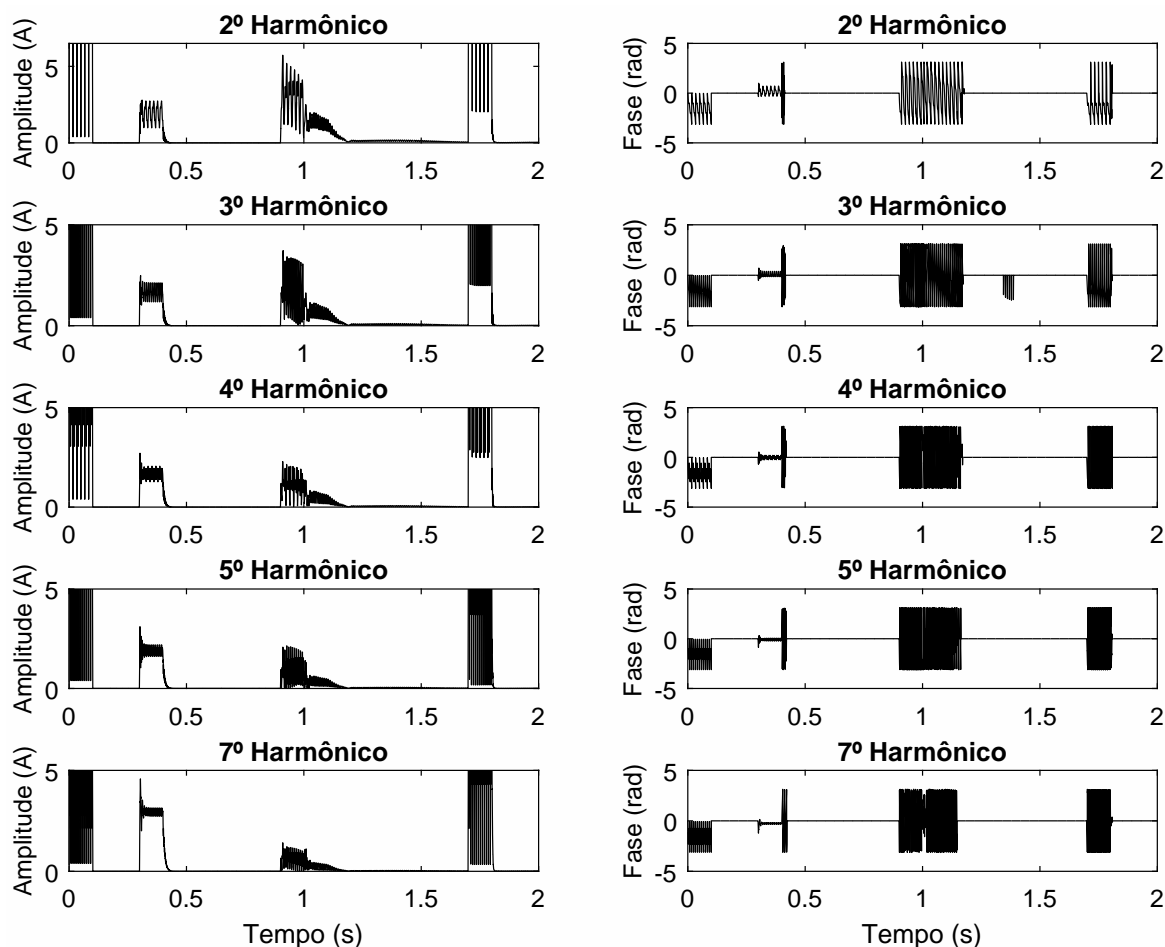 2º Harmônico
Amplitude (A)
5
0
0 0.5 1 1.5 2
2º Harmônico
Fase (rad)
5
0
-5
0 0.5 1 1.5 2
3º Harmônico
Amplitude (A)
5
0
0 0.5 1 1.5 2
3º Harmônico
Fase (rad)
5
0
-5
0 0.5 1 1.5 2
4º Harmônico
Amplitude (A)
5
0
0 0.5 1 1.5 2
4º Harmônico
Fase (rad)
5
0
-5
0 0.5 1 1.5 2
5º Harmônico
Amplitude (A)
5
0
0 0.5 1 1.5 2
5º Harmônico
Fase (rad)
5
0
-5
0 0.5 1 1.5 2
7º Harmônico
Amplitude (A)
5
0
0 0.5 1 1.5 2
Tempo (s)
7º Harmônico
Fase (rad)
5
0
-5
0 0.5 1 1.5 2
Tempo (s)